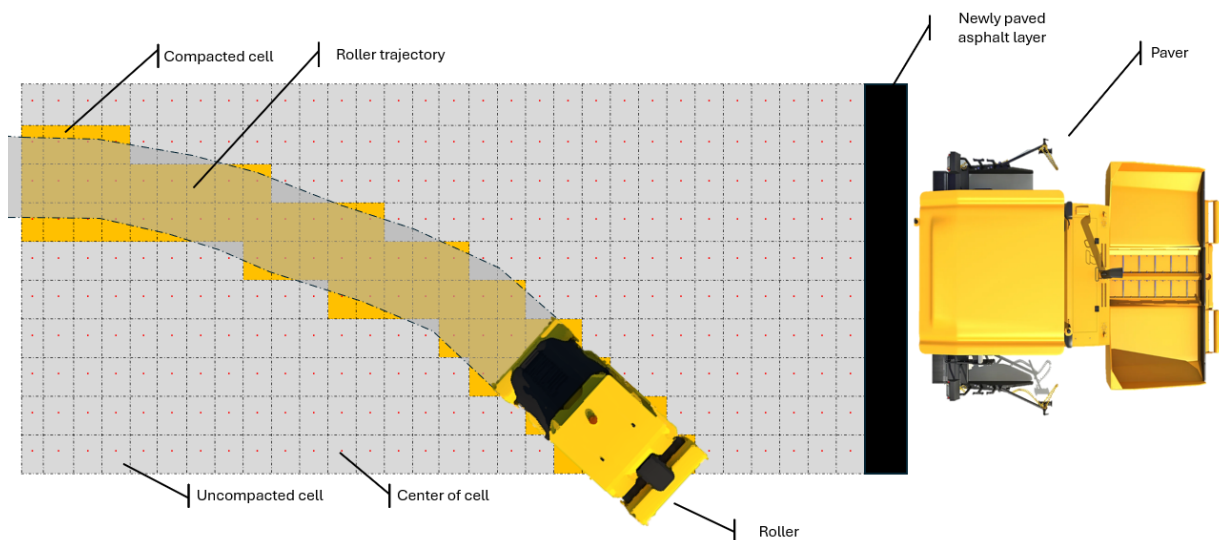 Newly paved
asphalt layer
Compacted cell
Roller trajectory
Paver
Uncompacted cell
Center of cell
Roller